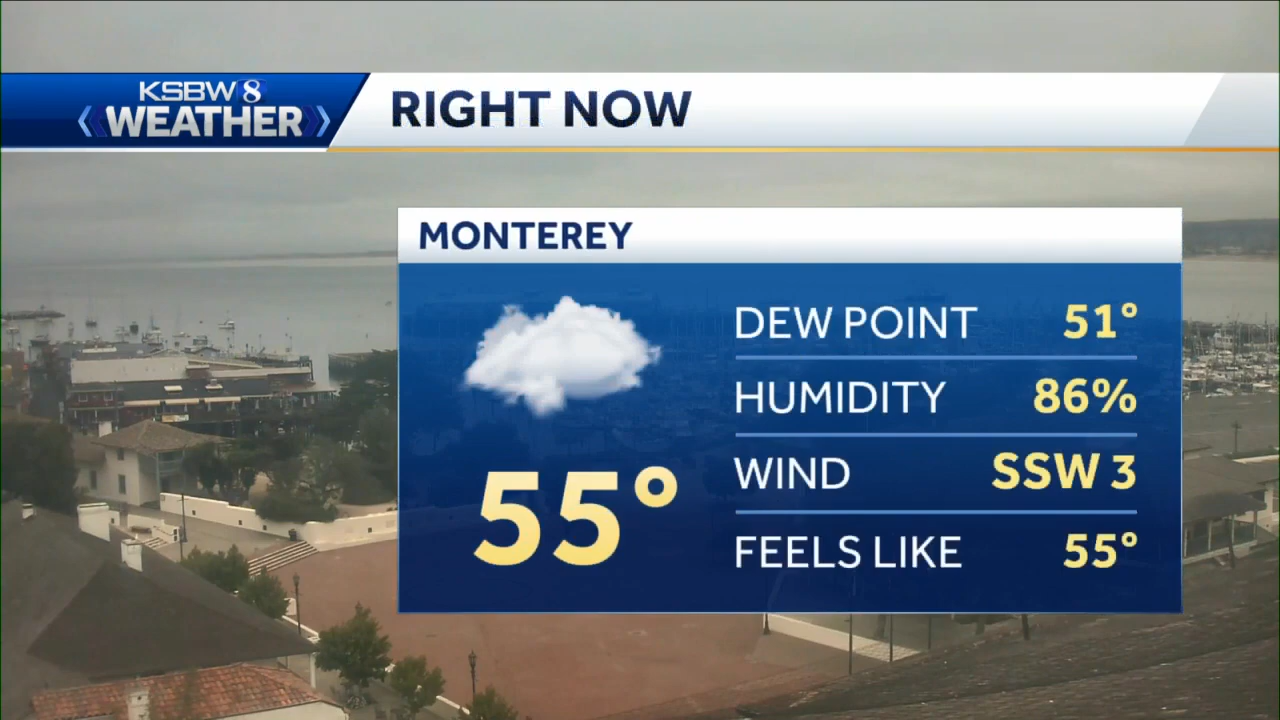 KSBW 8
WEATHER
RIGHT NOW
MONTEREY
55°
DEW POINT 51°
HUMIDITY 86%
WIND SSW 3
FEELS LIKE 55°